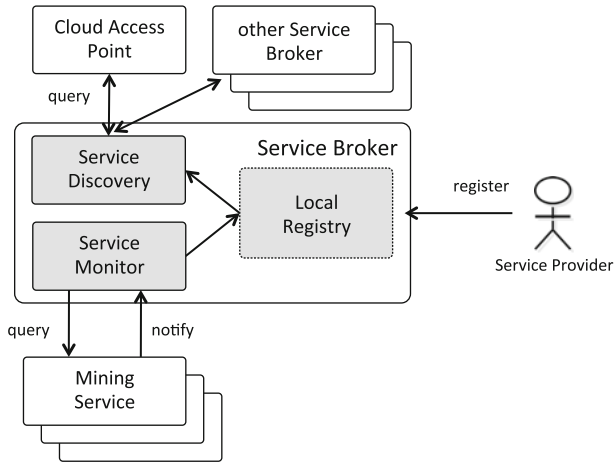 Cloud Access
Point
other Service
Broker
query
Service Broker
Service
Discovery
Local
Registry
register
Service
Monitor
Service Provider
query
notify
Mining
Service